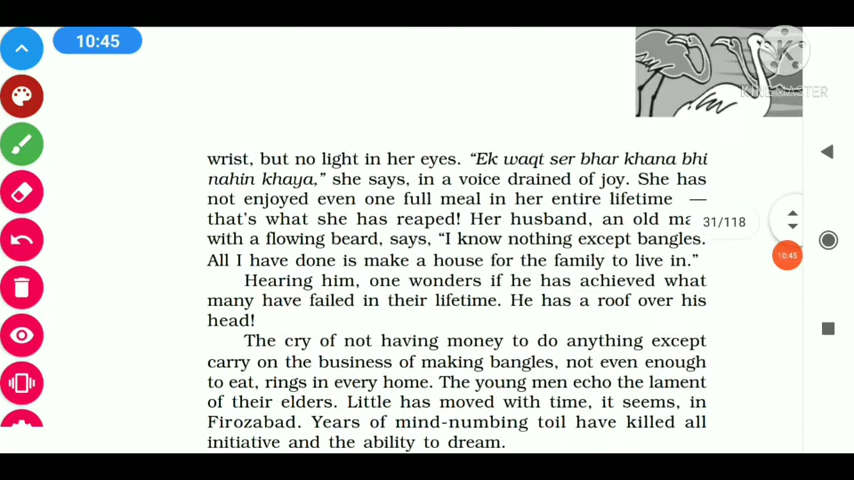 10:45
KINEMASTER
wrist, but no light in her eyes. “Ek waqt ser bhar khana bhi
nahin khaya,” she says, in a voice drained of joy. She has
not enjoyed even one full meal in her entire lifetime —
that’s what she has reaped! Her husband, an old ma
31/118
with a flowing beard, says, “I know nothing except bangles.
All I have done is make a house for the family to live in.”
10:45
Hearing him, one wonders if he has achieved what
many have failed in their lifetime. He has a roof over his
head!
The cry of not having money to do anything except
carry on the business of making bangles, not even enough
to eat, rings in every home. The young men echo the lament
of their elders. Little has moved with time, it seems, in
Firozabad. Years of mind-numbing toil have killed all
initiative and the ability to dream.